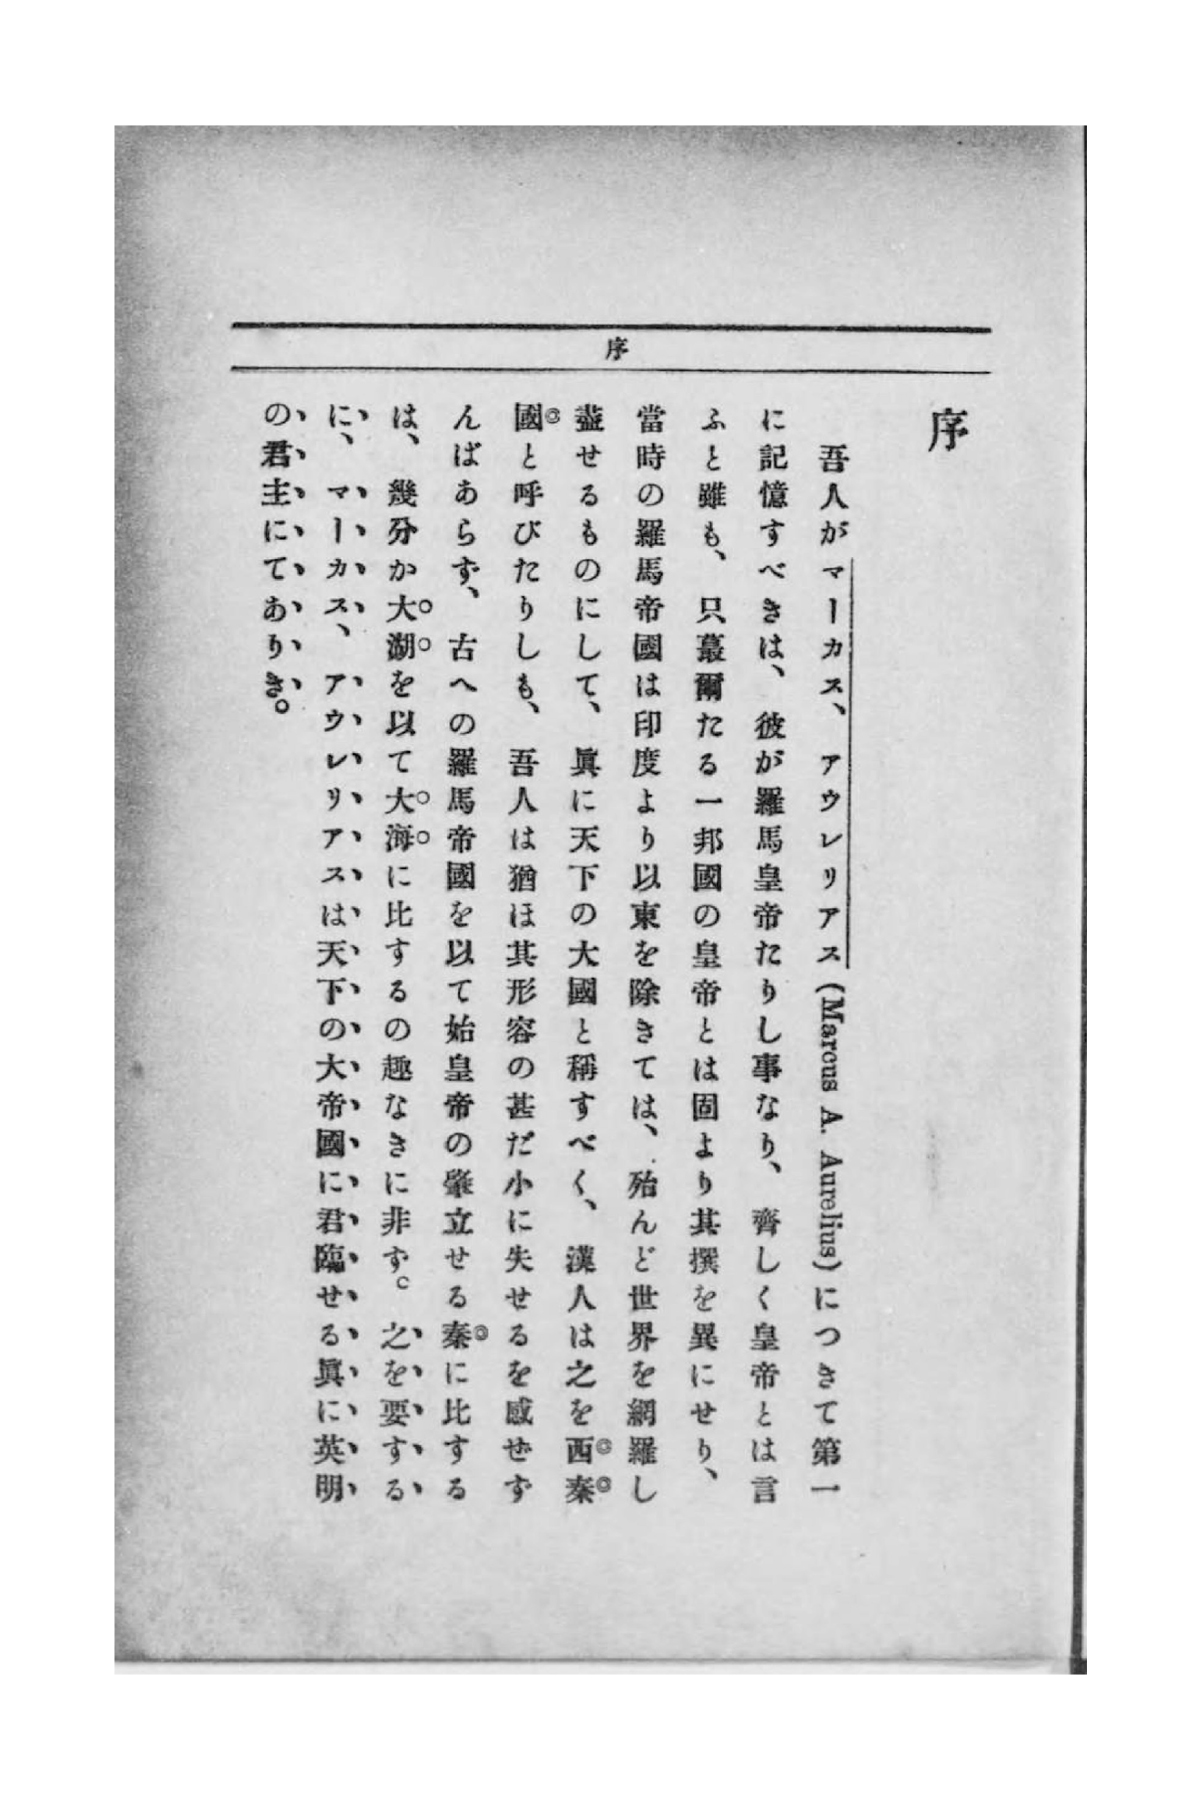 序
序
吾人がマーカス、アウレリアス(Marcus A. Aurelius)につきて第一
に記憶すべきは、彼が羅馬皇帝たりし事なり、齊しく皇帝とは言
ふと雖も、只蕞爾たる一邦國の皇帝とは固より其撰を異にせり、
當時の羅馬帝國は印度より以東を除きては、殆んど世界を網羅し
盡せるものにして、眞に天下の大國と稱すべく、漢人は之を西秦
國と呼びたりしも、吾人は猶ほ其形容の甚だ小に失せるを感ぜず
んばあらず、古への羅馬帝國を以て始皇帝の肇立せる秦に比する
は、幾分か大湖を以て大海に比するの趣なきに非ず。之を要する
に、マーカス、アウレリアスは天下の大帝國に君臨せる眞に英明
の君主にてありき。